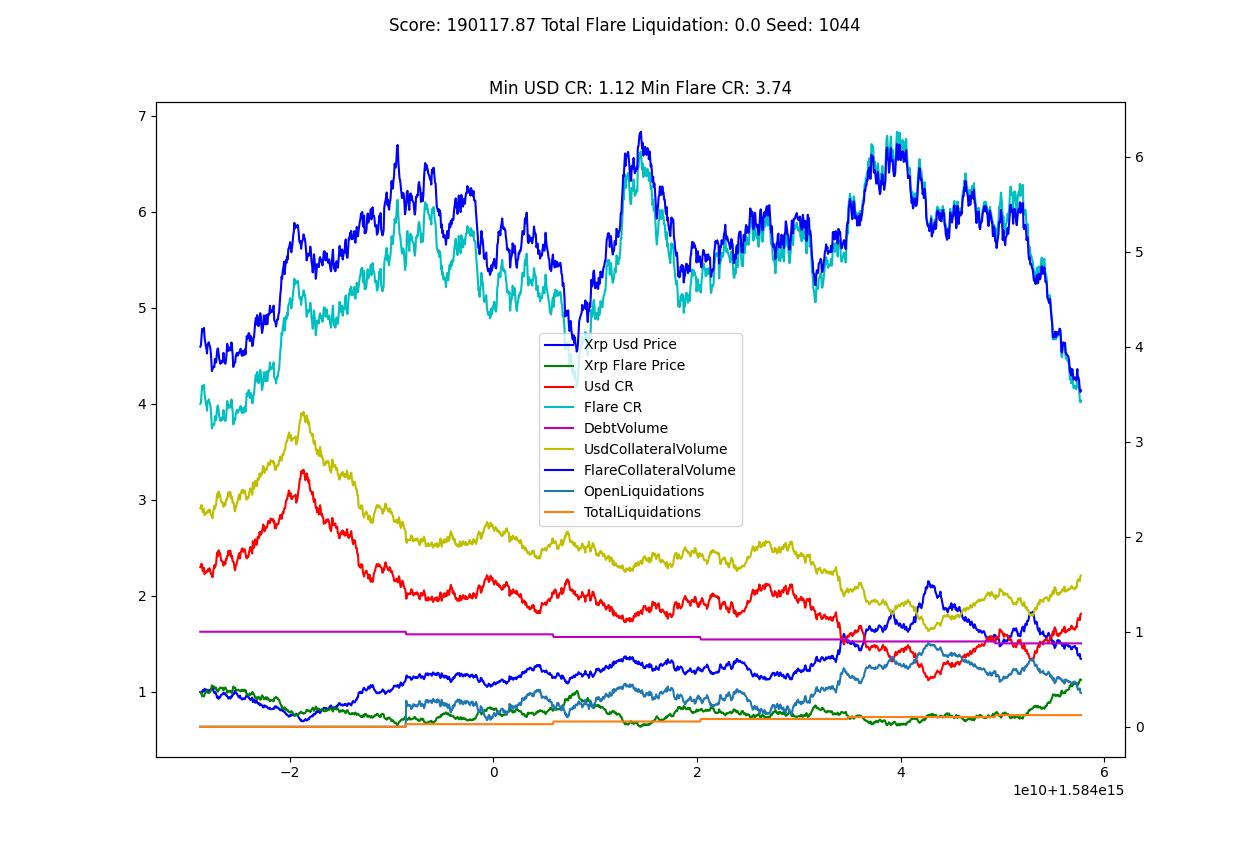 Score: 190117.87 Total Flare Liquidation: 0.0 Seed: 1044
Min USD CR: 1.12 Min Flare CR: 3.74
7
6
5
4
3
2
1
6
5
4
3
2
1
0
Xrp Usd Price
Xrp Flare Price
Usd CR
Flare CR
DebtVolume
UsdCollateralVolume
FlareCollateralVolume
OpenLiquidations
TotalLiquidations
−2 0 2 4 6
1e10+1.584e15